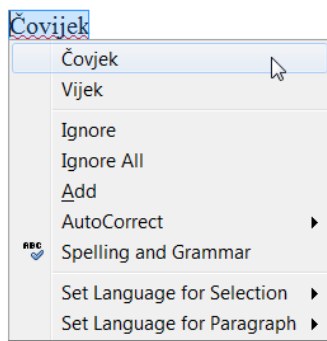 Čovijek
Čovjek
Vijek
Ignore
Ignore All
Add
AutoCorrect
ABC
Spelling and Grammar
Set Language for Selection
Set Language for Paragraph